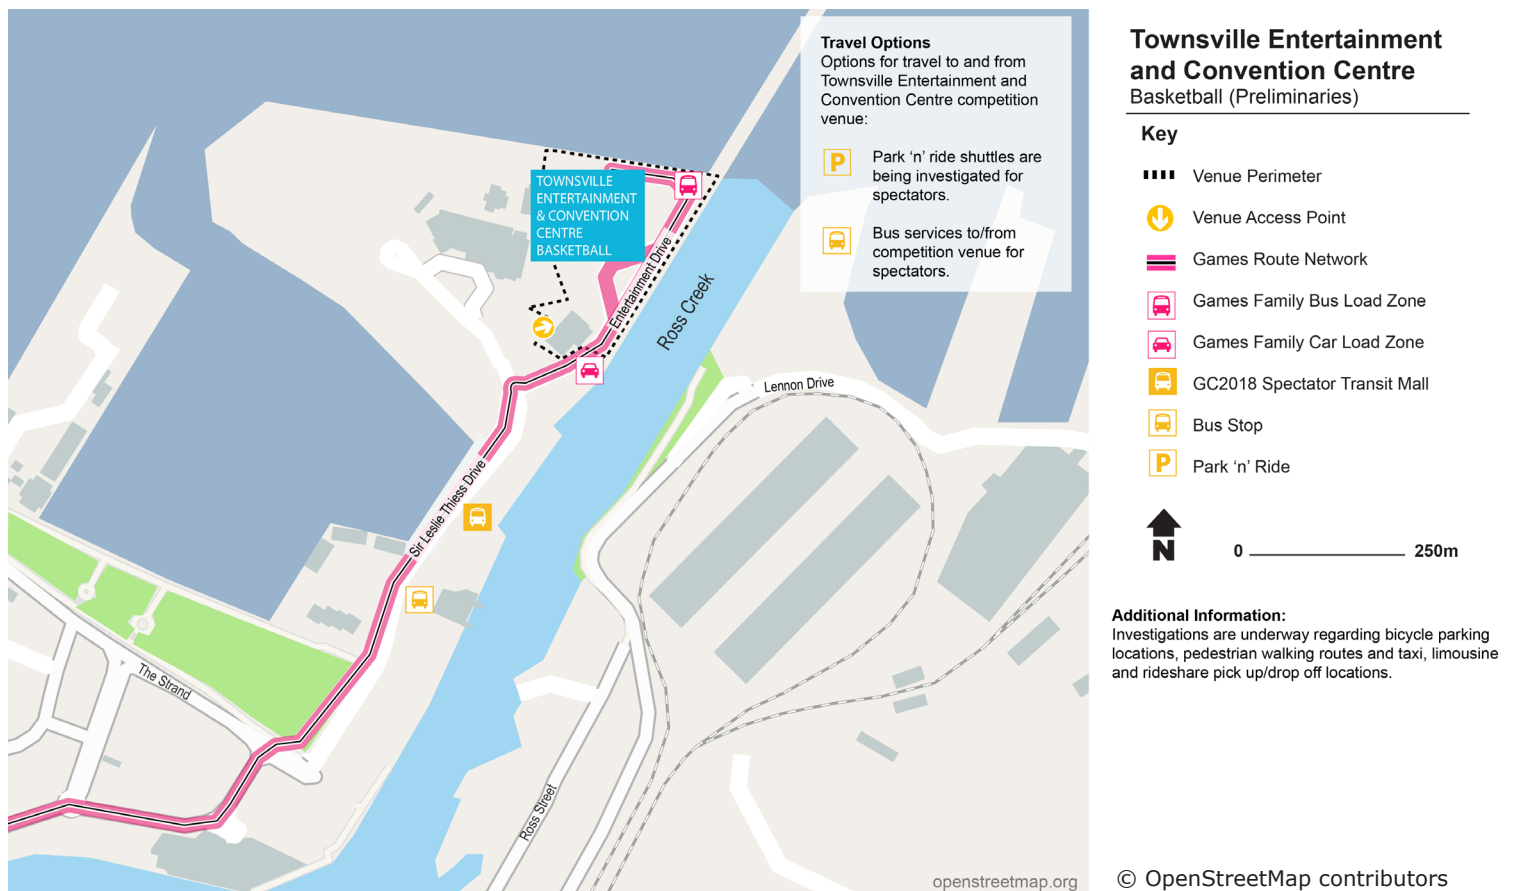 Travel Options
Options for travel to and from
Townsville Entertainment and
Convention Centre competition
venue:
P
Park ‘n’ ride shuttles are
being investigated for
spectators.
Bus services to/from
competition venue for
spectators.
TOWNSVILLE
ENTERTAINMENT
& CONVENTION
CENTRE
BASKETBALL
Entertainment Drive
Ross Creek
Lennon Drive
Sir Leslie Thiess Drive
The Strand
Ross Street
openstreetmap.org
Townsville Entertainment
and Convention Centre
Basketball (Preliminaries)
Key
Venue Perimeter
Venue Access Point
Games Route Network
Games Family Bus Load Zone
Games Family Car Load Zone
GC2018 Spectator Transit Mall
Bus Stop
P Park ‘n’ Ride
N
0 250m
Additional Information:
Investigations are underway regarding bicycle parking
locations, pedestrian walking routes and taxi, limousine
and rideshare pick up/drop off locations.
© OpenStreetMap contributors